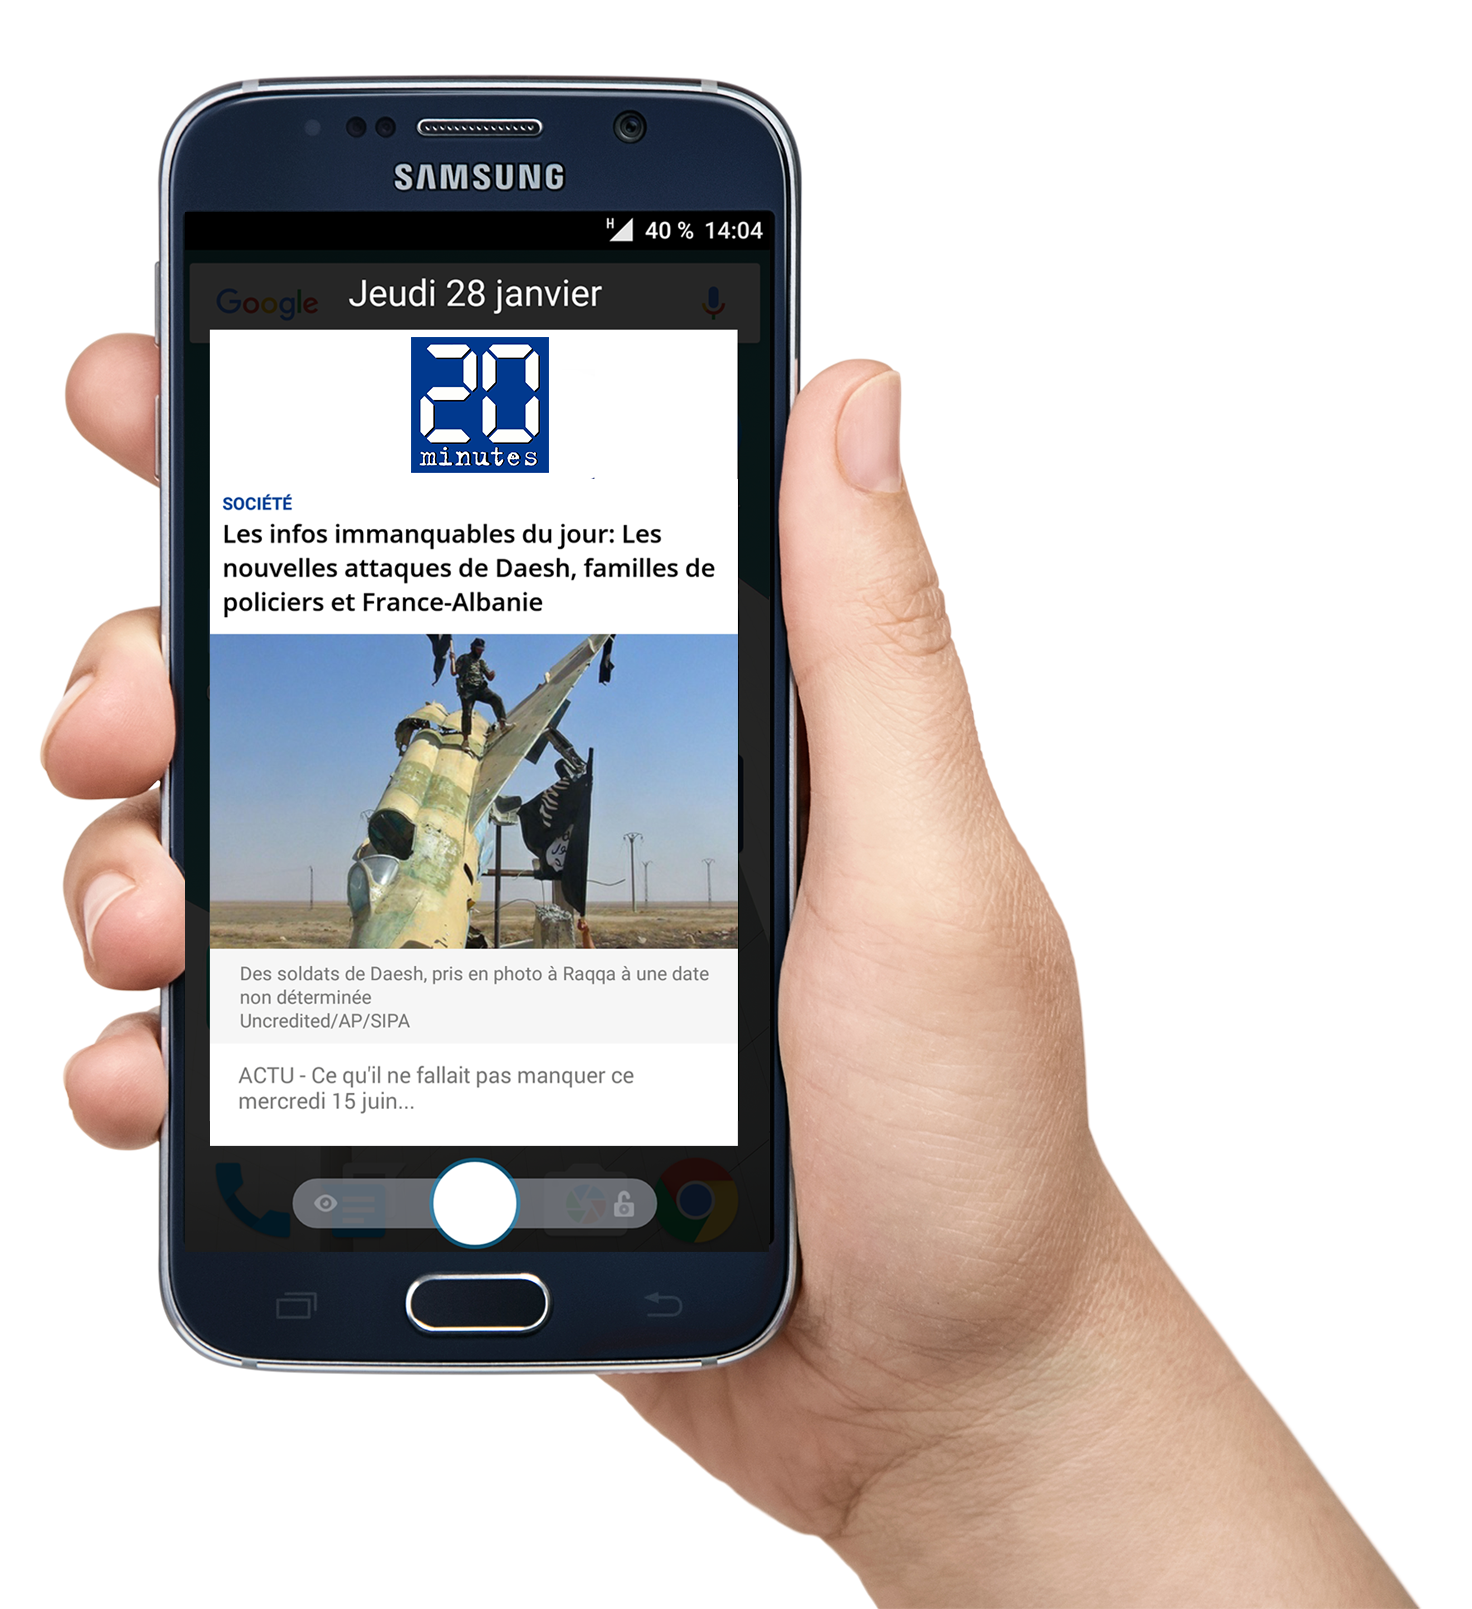 SAMSUNG
H 40 % 14:04
Google Jeudi 28 janvier
20
minutes
SOCIÉTÉ
Les infos immanquables du jour: Les
nouvelles attaques de Daesh, familles de
policiers et France-Albanie
Des soldats de Daesh, pris en photo à Raqqa à une date
non déterminée
Uncredited/AP/SIPA
ACTU - Ce qu'il ne fallait pas manquer ce
mercredi 15 juin...